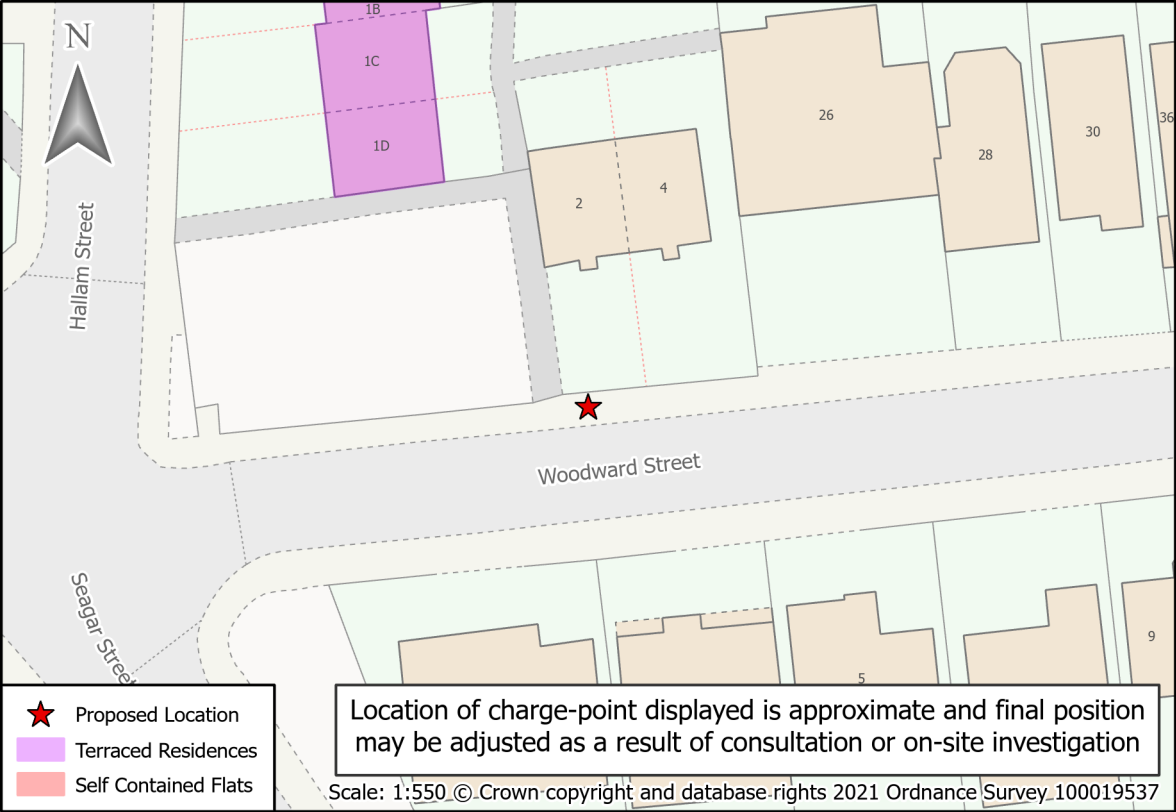 N
1B
1C
1D
2
4
26
28
30
36
Hallam Street
Woodward Street
Seagar Street
5
9
Proposed Location
Terraced Residences
Self Contained Flats
Location of charge-point displayed is approximate and final position
may be adjusted as a result of consultation or on-site investigation
Scale: 1:550 © Crown copyright and database rights 2021 Ordnance Survey 100019537